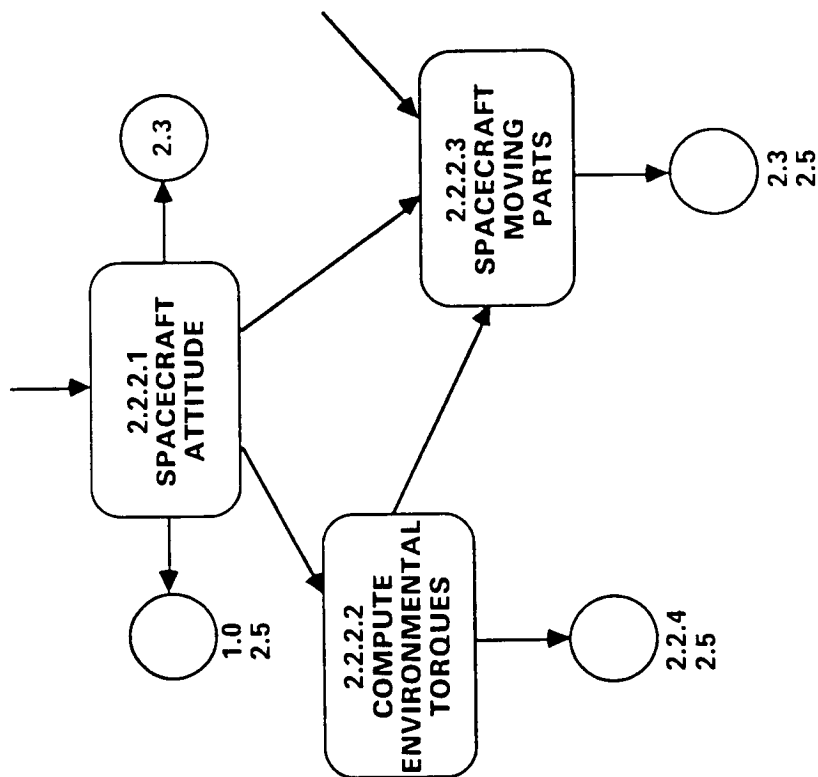 2.2.2.1
SPACECRAFT
ATTITUDE
2.3
1.0
2.5
2.2.2.2
COMPUTE
ENVIRONMENTAL
TORQUES
2.2.4
2.5
2.2.2.3
SPACECRAFT
MOVING
PARTS
2.3
2.5